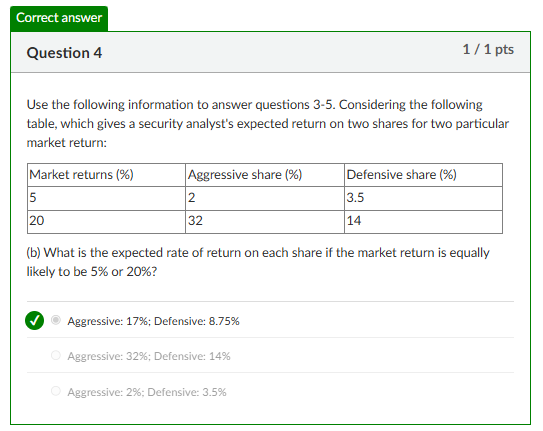 Correct answer
Question 4 1 / 1 pts
Use the following information to answer questions 3-5. Considering the following
table, which gives a security analyst's expected return on two shares for two particular
market return:
Market returns (%) Aggressive share (%) Defensive share (%)
5 2 3.5
20 32 14
(b) What is the expected rate of return on each share if the market return is equally
likely to be 5% or 20%?
Aggressive: 17%; Defensive: 8.75%
Aggressive: 32%; Defensive: 14%
Aggressive: 2%; Defensive: 3.5%